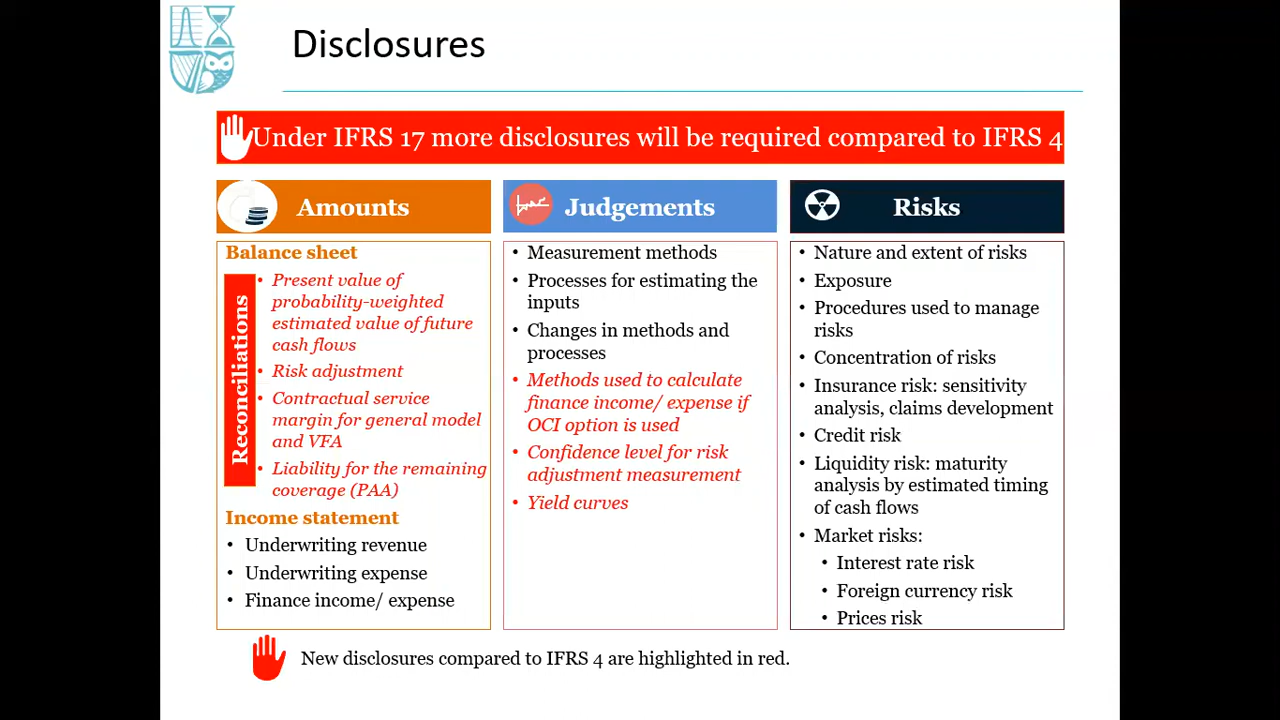 Disclosures
Under IFRS 17 more disclosures will be required compared to IFRS 4
Amounts
Balance sheet
Reconciliations
• Present value of
probability-weighted
estimated value of future
cash flows
• Risk adjustment
• Contractual service
margin for general model
and VFA
• Liability for the remaining
coverage (PAA)
Income statement
• Underwriting revenue
• Underwriting expense
• Finance income/ expense
Judgements
• Measurement methods
• Processes for estimating the
inputs
• Changes in methods and
processes
• Methods used to calculate
finance income/ expense if
OCI option is used
• Confidence level for risk
adjustment measurement
• Yield curves
Risks
• Nature and extent of risks
• Exposure
• Procedures used to manage
risks
• Concentration of risks
• Insurance risk: sensitivity
analysis, claims development
• Credit risk
• Liquidity risk: maturity
analysis by estimated timing
of cash flows
• Market risks:
• Interest rate risk
• Foreign currency risk
• Prices risk
New disclosures compared to IFRS 4 are highlighted in red.